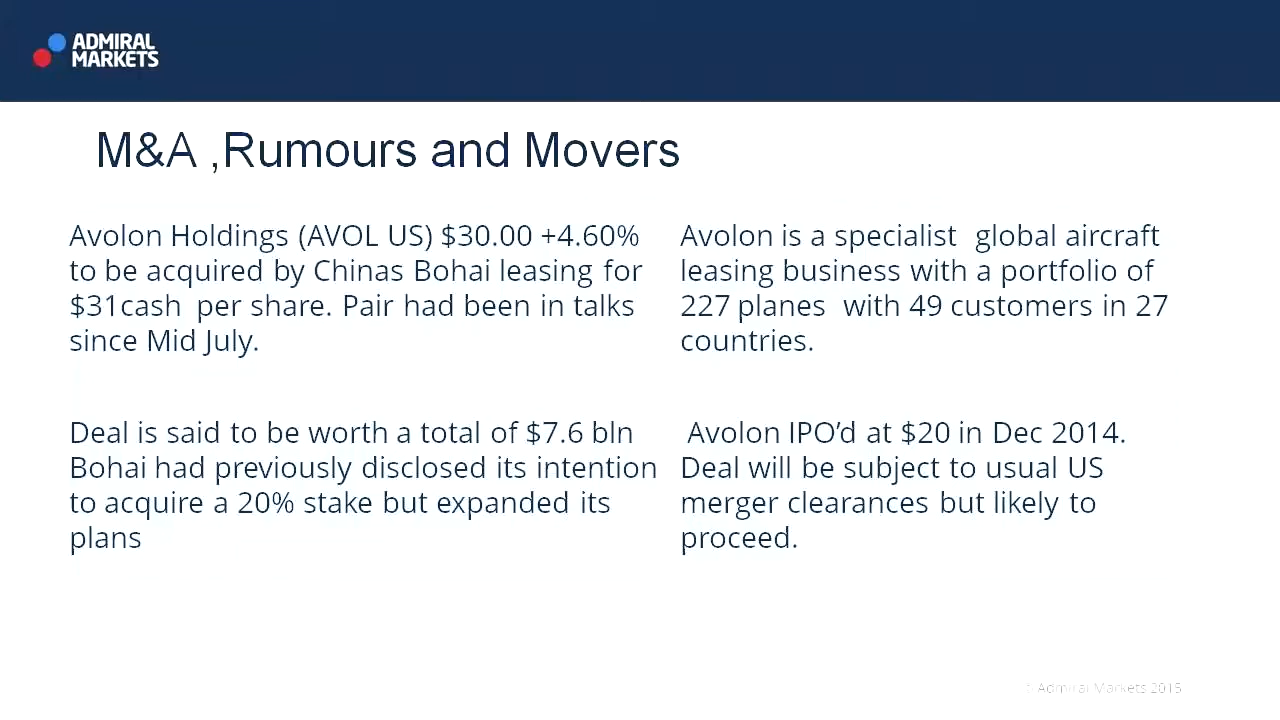 ADMIRAL
MARKETS
M&A ,Rumours and Movers
Avolon Holdings (AVOL US) $30.00 +4.60%
to be acquired by Chinas Bohai leasing for
$31cash per share. Pair had been in talks
since Mid July.
Deal is said to be worth a total of $7.6 bln
Bohai had previously disclosed its intention
to acquire a 20% stake but expanded its
plans
Avolon is a specialist global aircraft
leasing business with a portfolio of
227 planes with 49 customers in 27
countries.
Avolon IPO’d at $20 in Dec 2014.
Deal will be subject to usual US
merger clearances but likely to
proceed.
Admiral Markets 2015